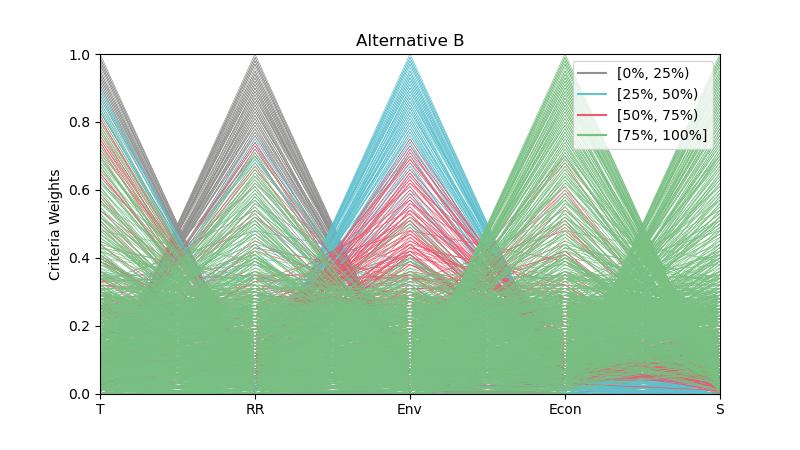 Alternative B
1.0
0.8
0.6
0.4
0.2
0.0
Criteria Weights
T
RR
Env
Econ
S
[0%, 25%)
[25%, 50%)
[50%, 75%)
[75%, 100%]